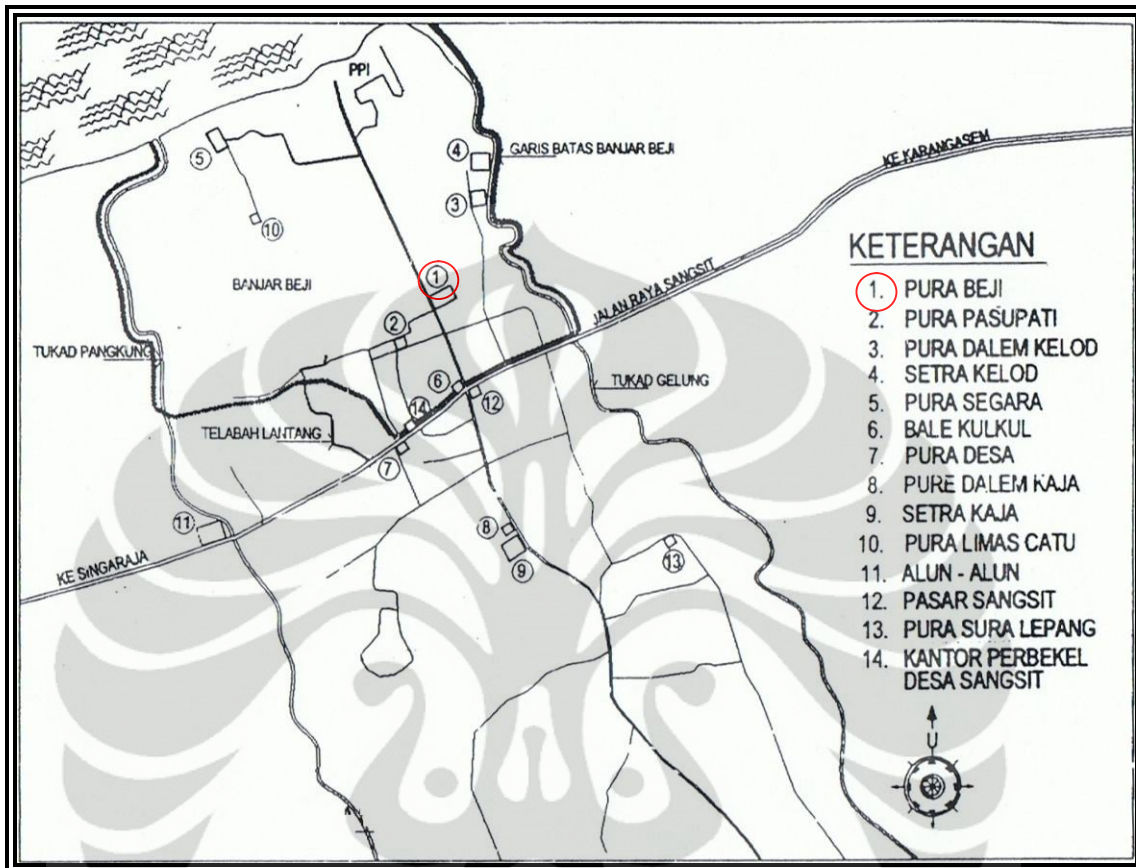 PPI
5
4
GARIS BATAS BANJAR BEJI
KE KARANGASEM
3
10
1
BANJAR BEJI
2
JALAN RAYA SANGSIT
TUKAD PANGKUNG
6
12
TUKAD GELUNG
14
TELABAH LANTANG
7
11
8
9
13
KE SINGARAJA
KETERANGAN
1. PURA BEJI
2. PURA PASUPATI
3. PURA DALEM KELOD
4. SETRA KELOD
5. PURA SEGARA
6. BALE KULKUL
7. PURA DESA
8. PURE DALEM KAJA
9. SETRA KAJA
10. PURA LIMAS CATU
11. ALUN - ALUN
12. PASAR SANGSIT
13. PURA SURA LEPANG
14. KANTOR PERBEKEL
DESA SANGSIT
U